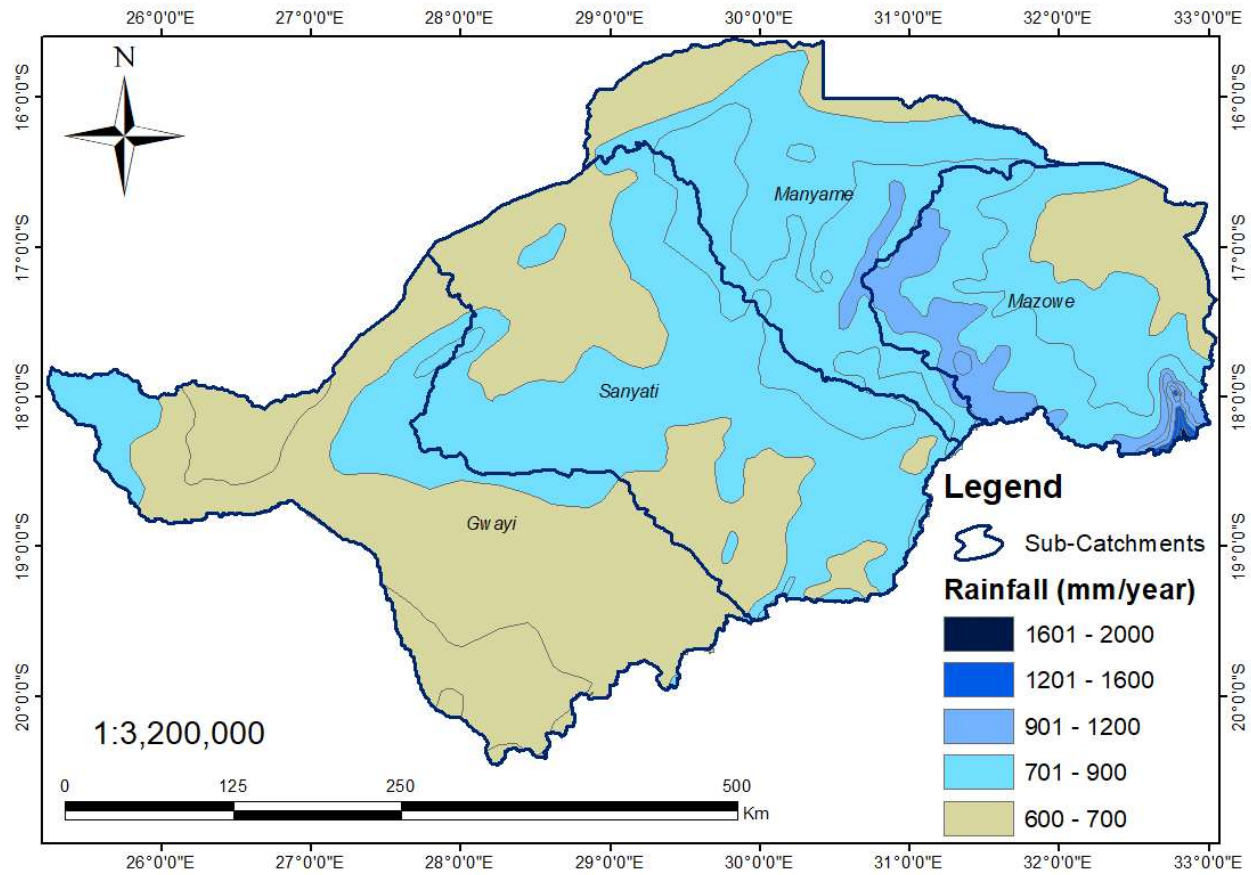 26°0'0"E 27°0'0"E 28°0'0"E 29°0'0"E 30°0'0"E 31°0'0"E 32°0'0"E 33°0'0"E
N
16°0'0"S 16°0'0"S
Manyame
17°0'0"S 17°0'0"S
Mazowe
18°0'0"S 18°0'0"S
Sanyati
Legend
Gwayi
Sub-Catchments
19°0'0"S 19°0'0"S
Rainfall (mm/year)
1601 - 2000
1201 - 1600
20°0'0"S 20°0'0"S
901 - 1200
1:3,200,000
701 - 900
0 125 250 500
Km
600 - 700
26°0'0"E 27°0'0"E 28°0'0"E 29°0'0"E 30°0'0"E 31°0'0"E 32°0'0"E 33°0'0"E